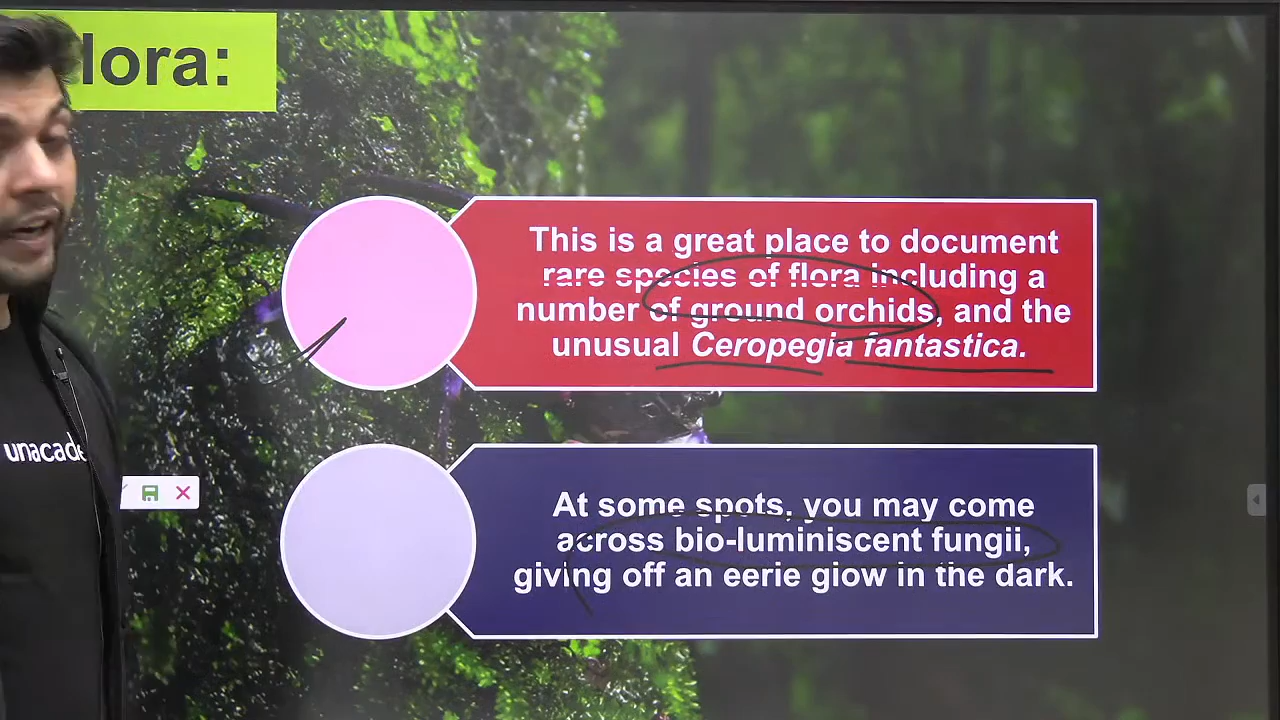 lora:
This is a great place to document
rare species of flora including a
number of ground orchids, and the
unusual Ceropegia fantastica.
unacade
At some spots, you may come
across bio-luminiscent fungii,
giving off an eerie glow in the dark.